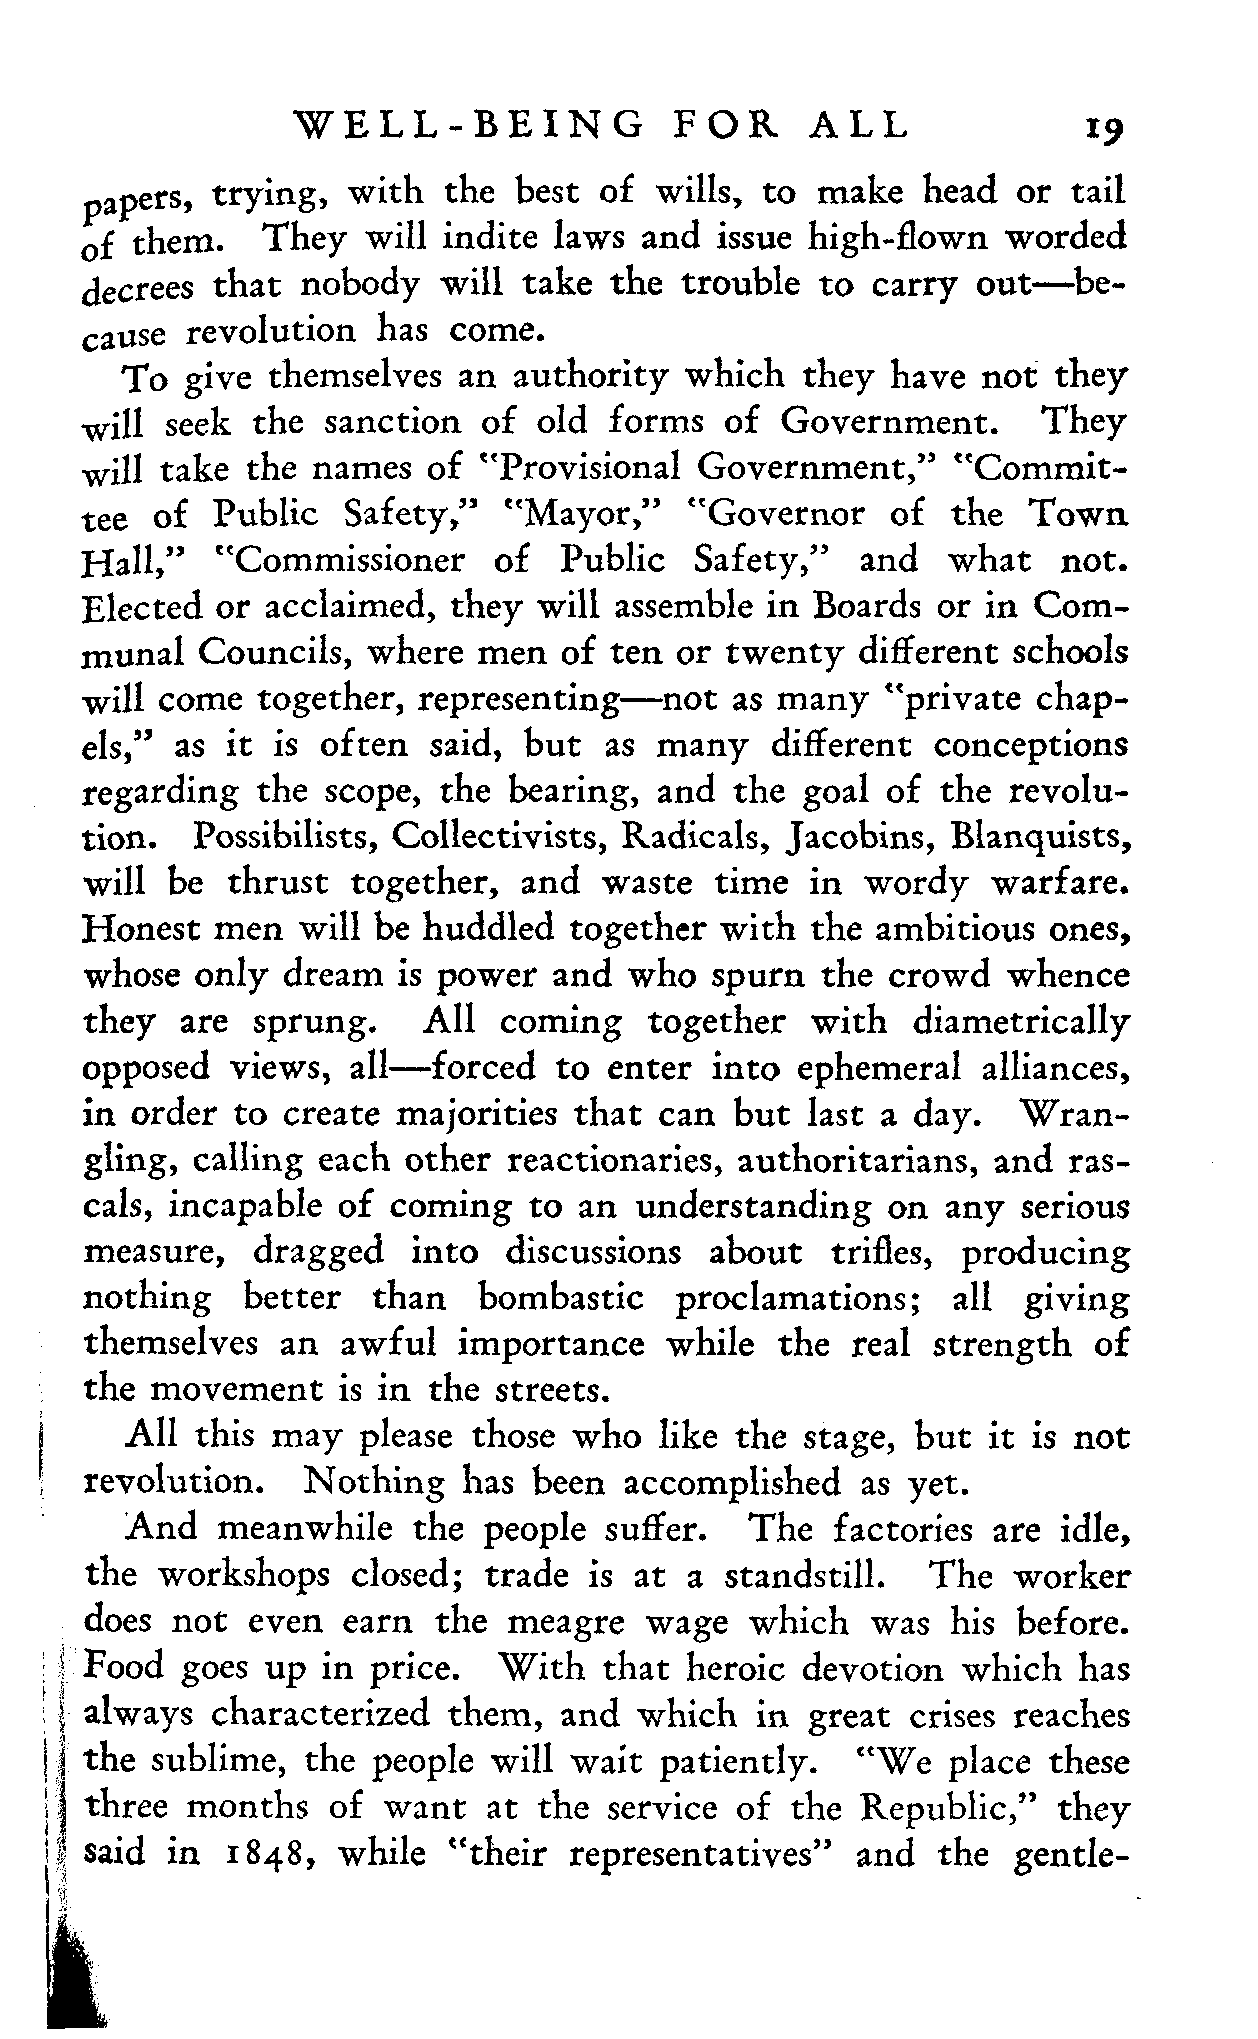 WELL-BEING FOR ALL 19
papers, trying, with the best of wills, to make head or tail
of them. They will indite laws and issue high-flown worded
decrees that nobody will take the trouble to carry out—be-
cause revolution has come.
To give themselves an authority which they have not they
will seek the sanction of old forms of Government. They
will take the names of "Provisional Government," "Commit-
tee of Public Safety," "Mayor," "Governor of the Town
Hall," "Commissioner of Public Safety," and what not.
Elected or acclaimed, they will assemble in Boards or in Com-
munal Councils, where men of ten or twenty different schools
will come together, representing—not as many "private chap-
els," as it is often said, but as many different conceptions
regarding the scope, the bearing, and the goal of the revolu-
tion. Possibilists, Collectivists, Radicals, Jacobins, Blanquists,
will be thrust together, and waste time in wordy warfare.
Honest men will be huddled together with the ambitious ones,
whose only dream is power and who spurn the crowd whence
they are sprung. All coming together with diametrically
opposed views, all—forced to enter into ephemeral alliances,
in order to create majorities that can but last a day. Wran-
gling, calling each other reactionaries, authoritarians, and ras-
cals, incapable of coming to an understanding on any serious
measure, dragged into discussions about trifles, producing
nothing better than bombastic proclamations; all giving
themselves an awful importance while the real strength of
the movement is in the streets.
All this may please those who like the stage, but it is not
revolution. Nothing has been accomplished as yet.
And meanwhile the people suffer. The factories are idle,
the workshops closed; trade is at a standstill. The worker
does not even earn the meagre wage which was his before.
Food goes up in price. With that heroic devotion which has
always characterized them, and which in great crises reaches
the sublime, the people will wait patiently. "We place these
three months of want at the service of the Republic," they
said in 1848, while "their representatives" and the gentle-